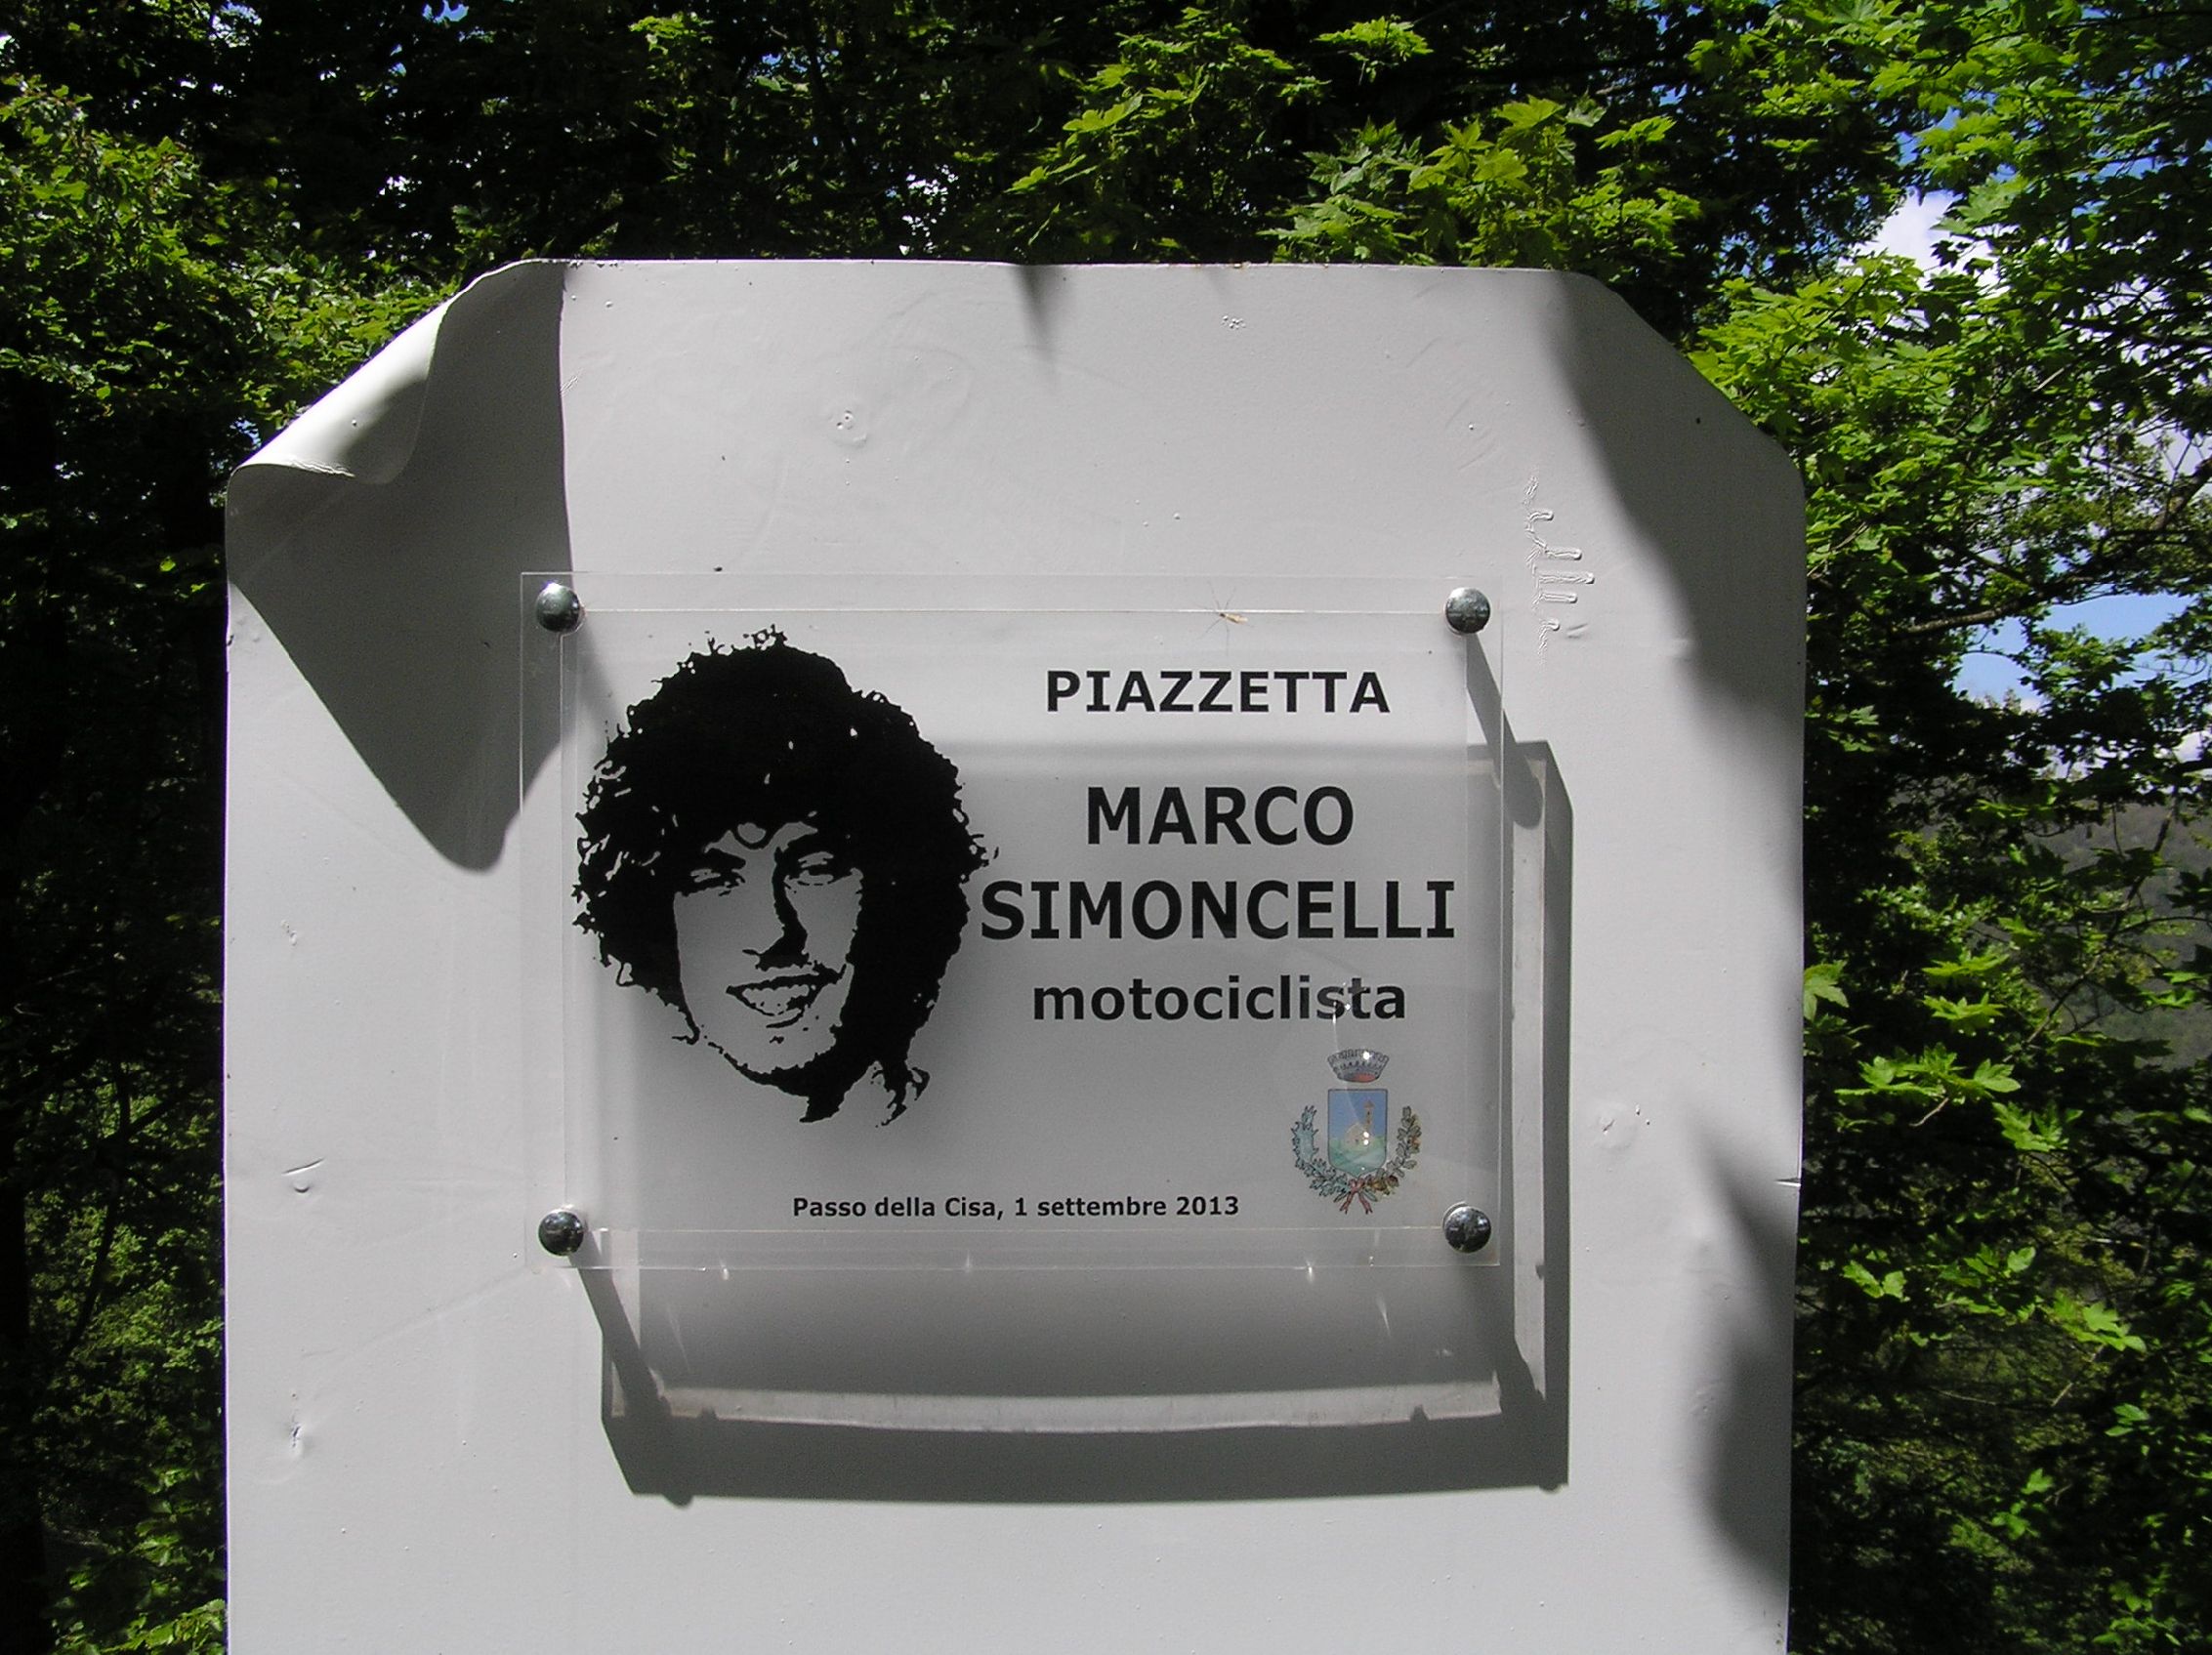 PIAZZETTA
MARCO
SIMONCELLI
motociclista
Passo della Cisa, 1 settembre 2013